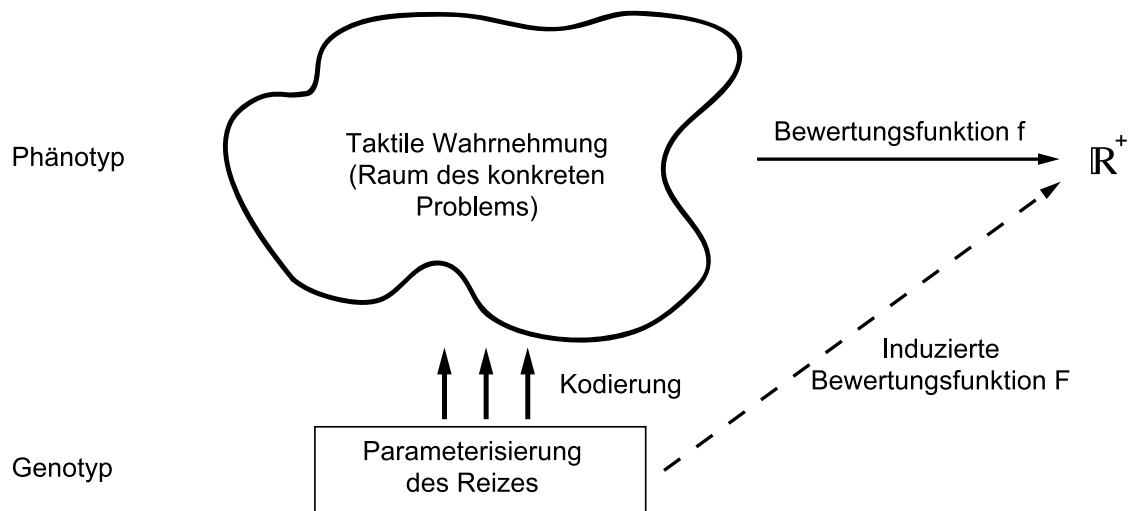 Phänotyp
Taktile Wahrnehmung
(Raum des konkreten
Problems)
Bewertungsfunktion f
ℝ⁺
Kodierung
Induzierte
Bewertungsfunktion F
Genotyp
Parameterisierung
des Reizes